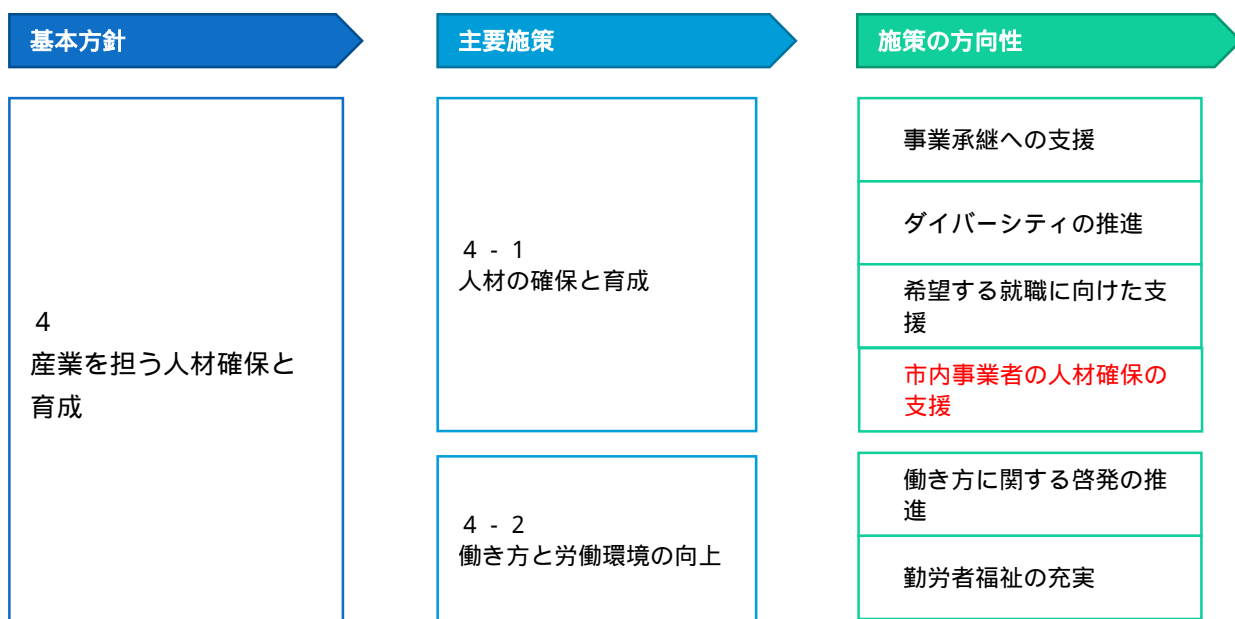 基本方針
主要施策
施策の方向性
4
産業を担う人材確保と
育成
4 - 1
人材の確保と育成
事業承継への支援
ダイバーシティの推進
希望する就職に向けた支
援
市内事業者の人材確保の
支援
4 - 2
働き方と労働環境の向上
働き方に関する啓発の推
進
勤労者福祉の充実